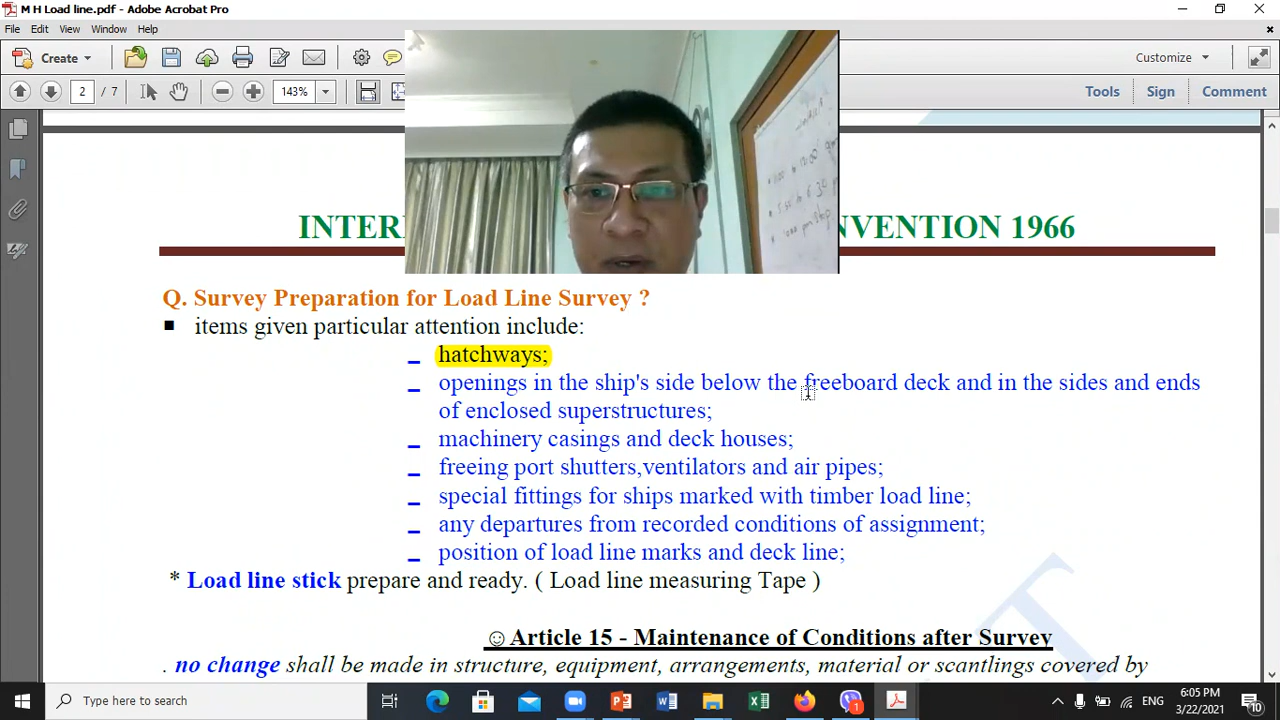 M H Load line.pdf - Adobe Acrobat Pro
File Edit View Window Help
Create
Customize
2 / 7
143%
Tools Sign Comment
INTER NVENTION 1966
Q. Survey Preparation for Load Line Survey ?
■ items given particular attention include:
– hatchways;
– openings in the ship's side below the freeboard deck and in the sides and ends
of enclosed superstructures;
– machinery casings and deck houses;
– freeing port shutters,ventilators and air pipes;
– special fittings for ships marked with timber load line;
– any departures from recorded conditions of assignment;
– position of load line marks and deck line;
* Load line stick prepare and ready. ( Load line measuring Tape )
☺Article 15 - Maintenance of Conditions after Survey
. no change shall be made in structure, equipment, arrangements, material or scantlings covered by
Type here to search
ENG
6:05 PM
3/22/2021
1
10